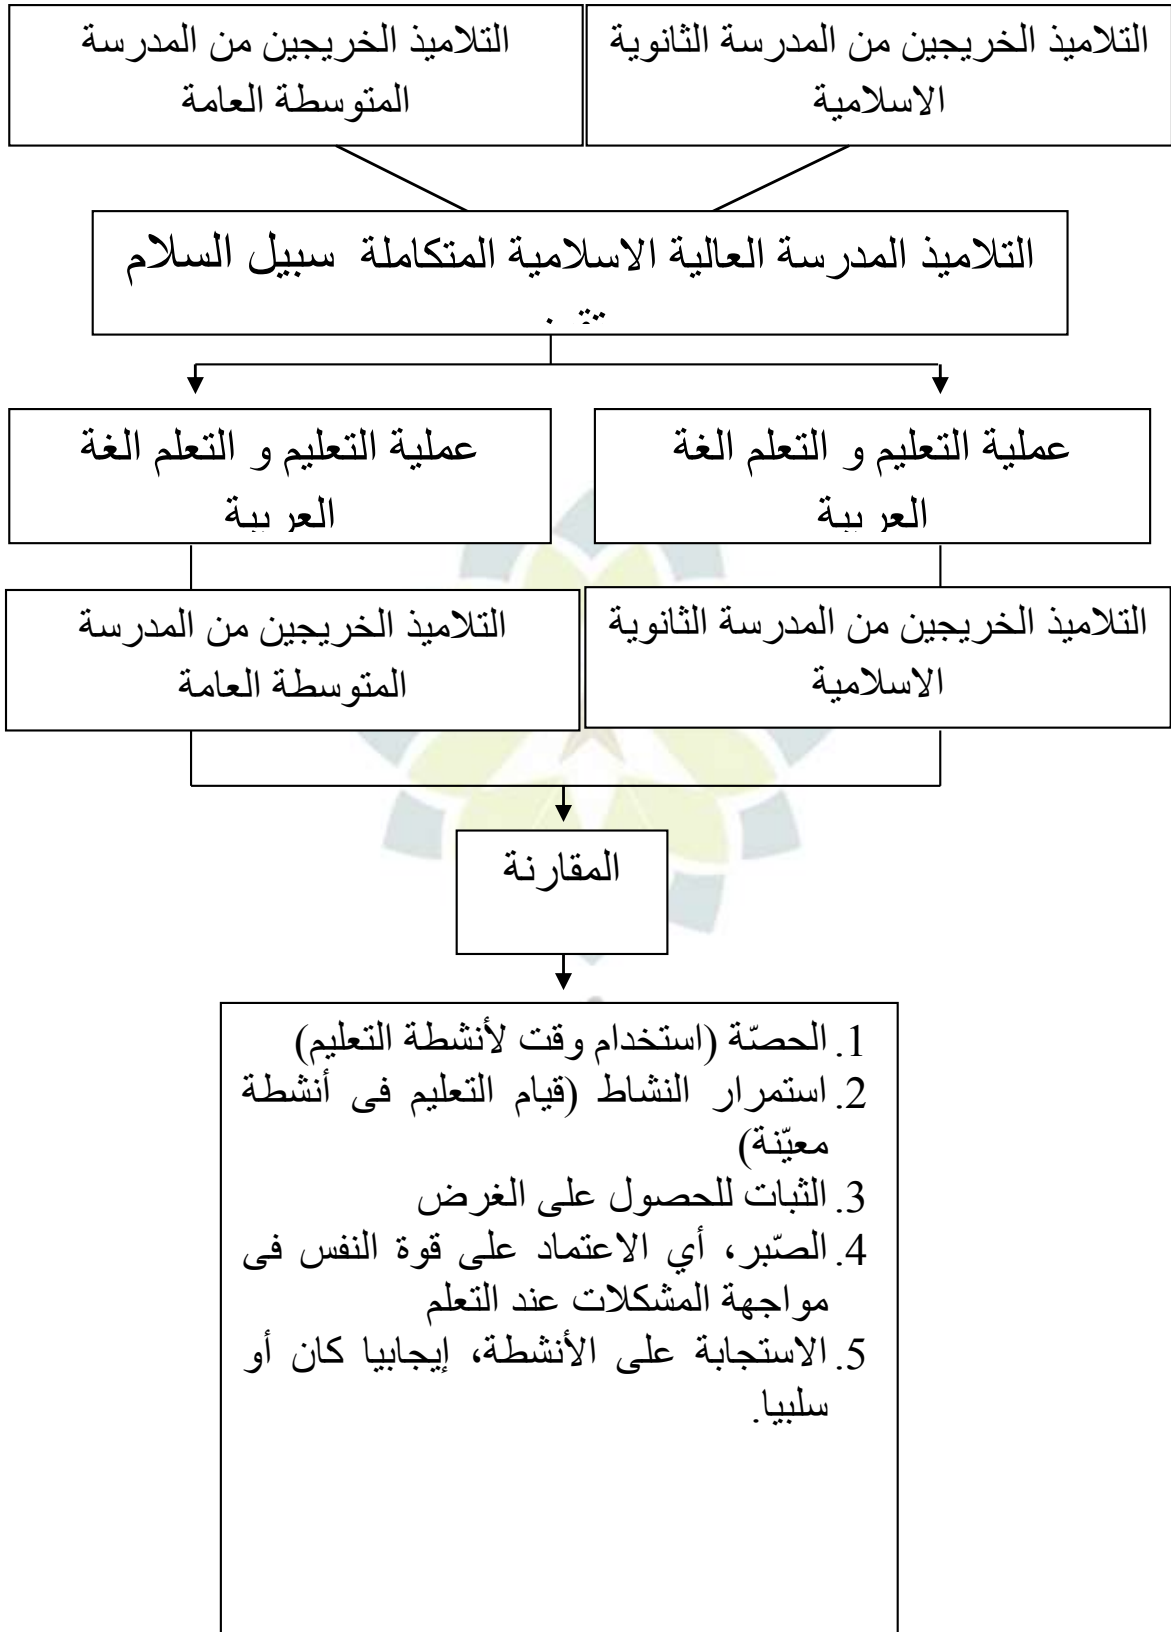 التلاميذ الخريجين من المدرسة الثانوية
الاسلامية
التلاميذ الخريجين من المدرسة
المتوسطة العامة
التلاميذ المدرسة العالية الاسلامية المتكاملة سبيل السلام
عملية التعليم و التعلم الغة
العربية
عملية التعليم و التعلم الغة
العربية
التلاميذ الخريجين من المدرسة الثانوية
الاسلامية
التلاميذ الخريجين من المدرسة
المتوسطة العامة
المقارنة
1. الحصّة (استخدام وقت لأنشطة التعليم)
2. استمرار النشاط (قيام التعليم فى أنشطة
معيّنة)
3. الثبات للحصول على الغرض
4. الصّبر، أي الاعتماد على قوة النفس فى
مواجهة المشكلات عند التعلم
5. الاستجابة على الأنشطة، إيجابيا كان أو
سلبيا.